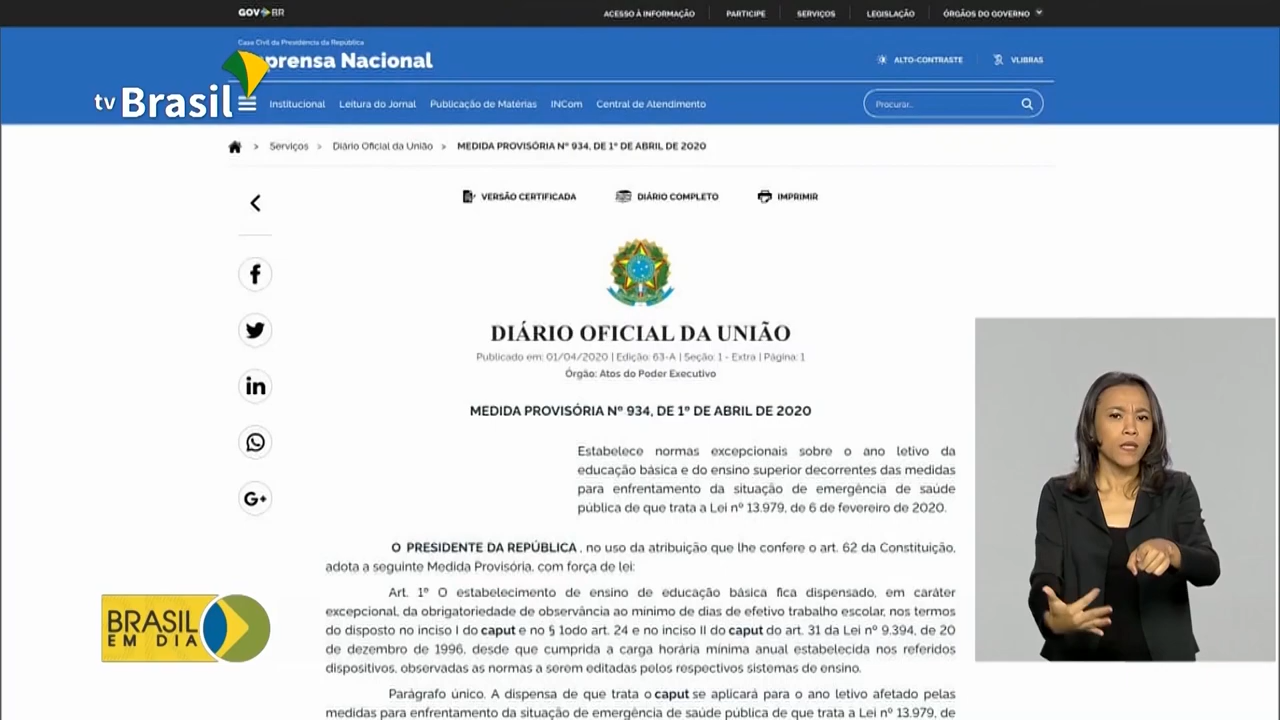 GOV BR
ACESSO À INFORMAÇÃO PARTICIPE SERVIÇOS LEGISLAÇÃO ÓRGÃOS DO GOVERNO
Casa Civil da Presidência da República
prensa Nacional
ALTO-CONTRASTE VLIBRAS
tv Brasil
Institucional Leitura do Jornal Publicação de Matérias INCom Central de Atendimento
Procurar...
> Serviços > Diário Oficial da União > MEDIDA PROVISÓRIA Nº 934, DE 1º DE ABRIL DE 2020
VERSÃO CERTIFICADA DIÁRIO COMPLETO IMPRIMIR
DIÁRIO OFICIAL DA UNIÃO
Publicado em: 01/04/2020 | Edição: 63-A | Seção: 1 - Extra | Página: 1
Órgão: Atos do Poder Executivo
MEDIDA PROVISÓRIA Nº 934, DE 1º DE ABRIL DE 2020
Estabelece normas excepcionais sobre o ano letivo da
educação básica e do ensino superior decorrentes das medidas
para enfrentamento da situação de emergência de saúde
pública de que trata a Lei nº 13.979, de 6 de fevereiro de 2020.
O PRESIDENTE DA REPÚBLICA , no uso da atribuição que lhe confere o art. 62 da Constituição,
adota a seguinte Medida Provisória, com força de lei:
Art. 1º O estabelecimento de ensino de educação básica fica dispensado, em caráter
excepcional, da obrigatoriedade de observância ao mínimo de dias de efetivo trabalho escolar, nos termos
do disposto no inciso I do caput e no § 1odo art. 24 e no inciso II do caput do art. 31 da Lei nº 9.394, de 20
de dezembro de 1996, desde que cumprida a carga horária mínima anual estabelecida nos referidos
dispositivos, observadas as normas a serem editadas pelos respectivos sistemas de ensino.
Parágrafo único. A dispensa de que trata o caput se aplicará para o ano letivo afetado pelas
medidas para enfrentamento da situação de emergência de saúde pública de que trata a Lei nº 13.979, de
f
in
G+
BRASIL
EM DIA